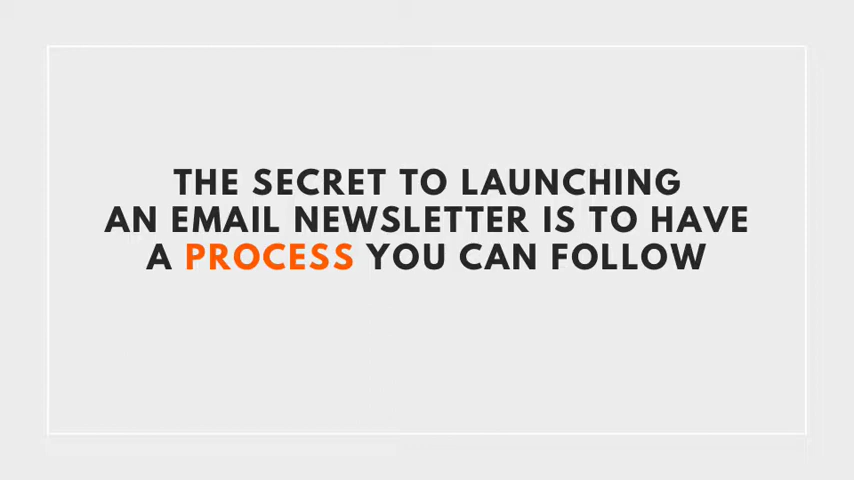 THE SECRET TO LAUNCHING
AN EMAIL NEWSLETTER IS TO HAVE
A PROCESS YOU CAN FOLLOW